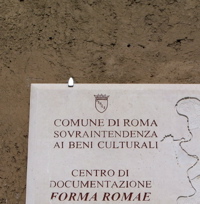 COMUNE DI ROMA
SOVRAINTENDENZA
AI BENI CULTURALI
CENTRO DI
DOCUMENTAZIONE
FORMA ROMAE